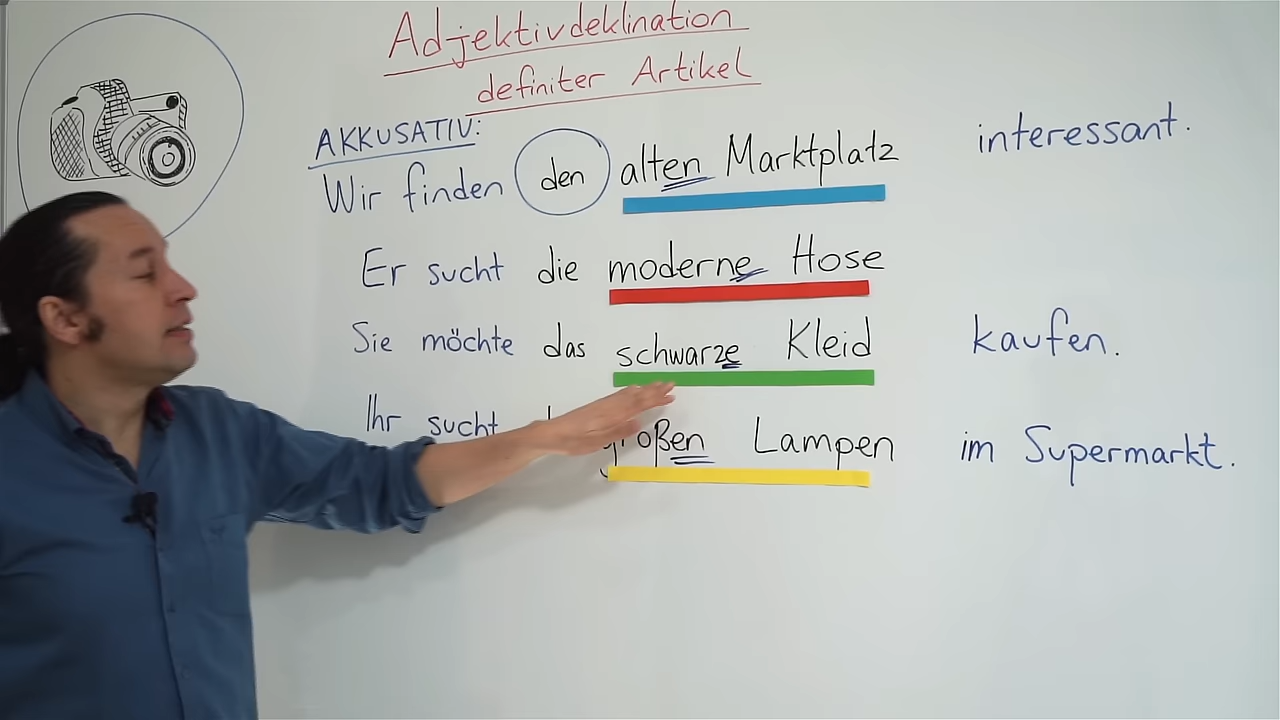 Adjektivdeklination
definiter Artikel
AKKUSATIV:
Wir finden den alten Marktplatz interessant.
Er sucht die moderne Hose
Sie möchte das schwarze Kleid kaufen.
Ihr sucht großen Lampen im Supermarkt.